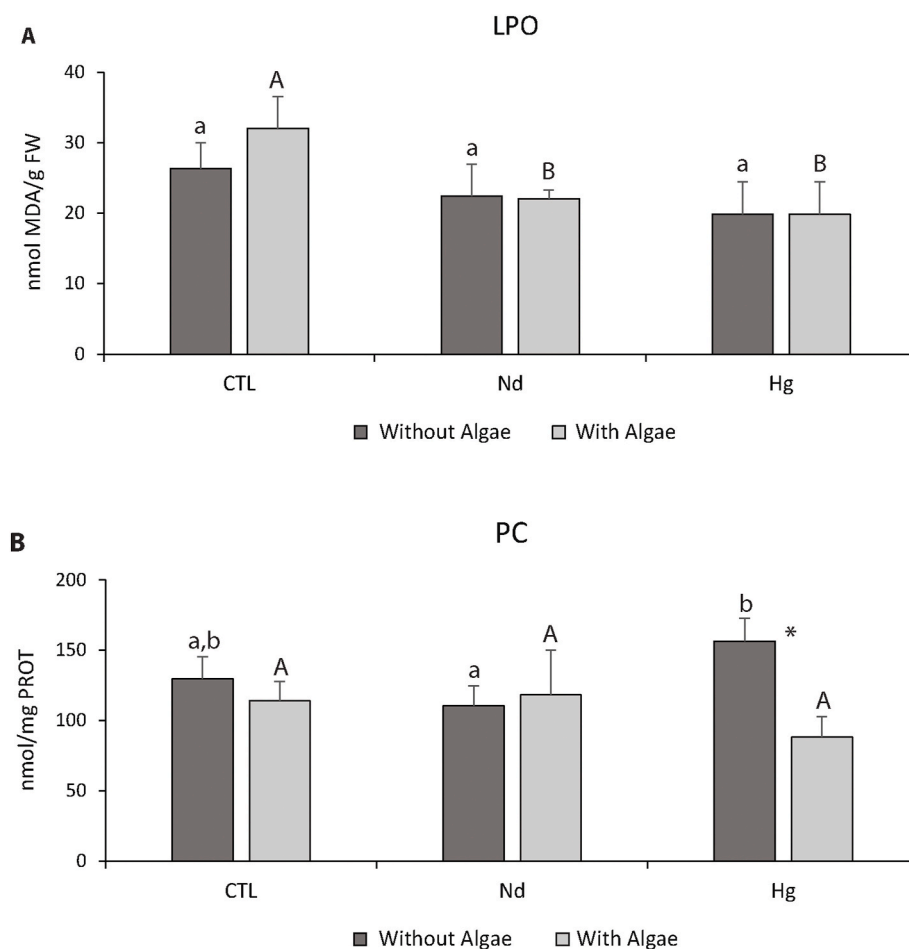 A
LPO
nmol MDA/g FW
40
30
20
10
0
a
A
a
B
a
B
CTL
Nd
Hg
Without Algae
With Algae
B
PC
nmol/mg PROT
200
150
100
50
0
a,b
A
a
A
b
*
A
CTL
Nd
Hg
Without Algae
With Algae